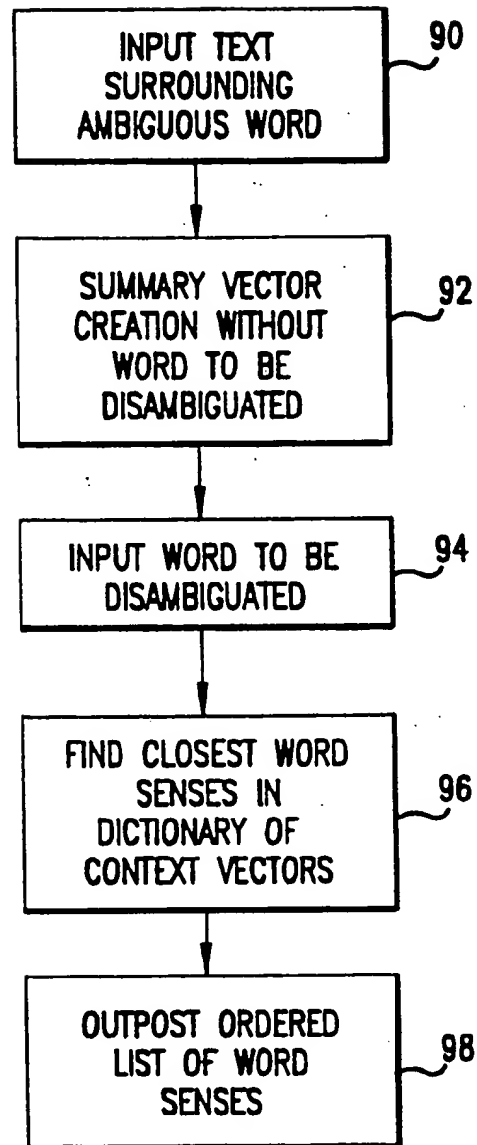 INPUT TEXT
SURROUNDING
AMBIGUOUS WORD
90
SUMMARY VECTOR
CREATION WITHOUT
WORD TO BE
DISAMBIGUATED
92
INPUT WORD TO BE
DISAMBIGUATED
94
FIND CLOSEST WORD
SENSES IN
DICTIONARY OF
CONTEXT VECTORS
96
OUTPOST ORDERED
LIST OF WORD
SENSES
98